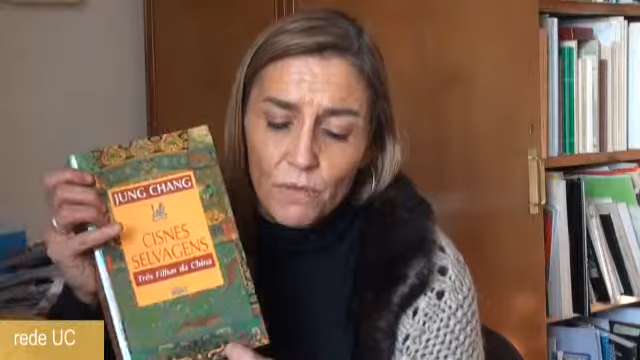 JUNG CHANG
CISNES
SELVAGENS
Três Filhas da China
rede UC